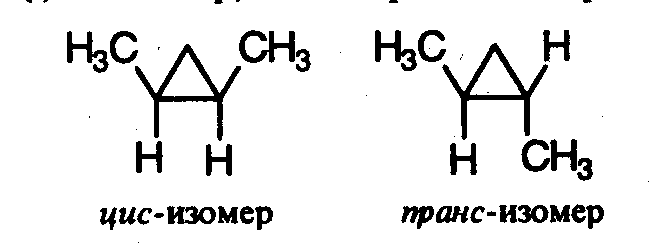 H₃C CH₃ H₃C H
H H H CH₃
цис-изомер транс-изомер